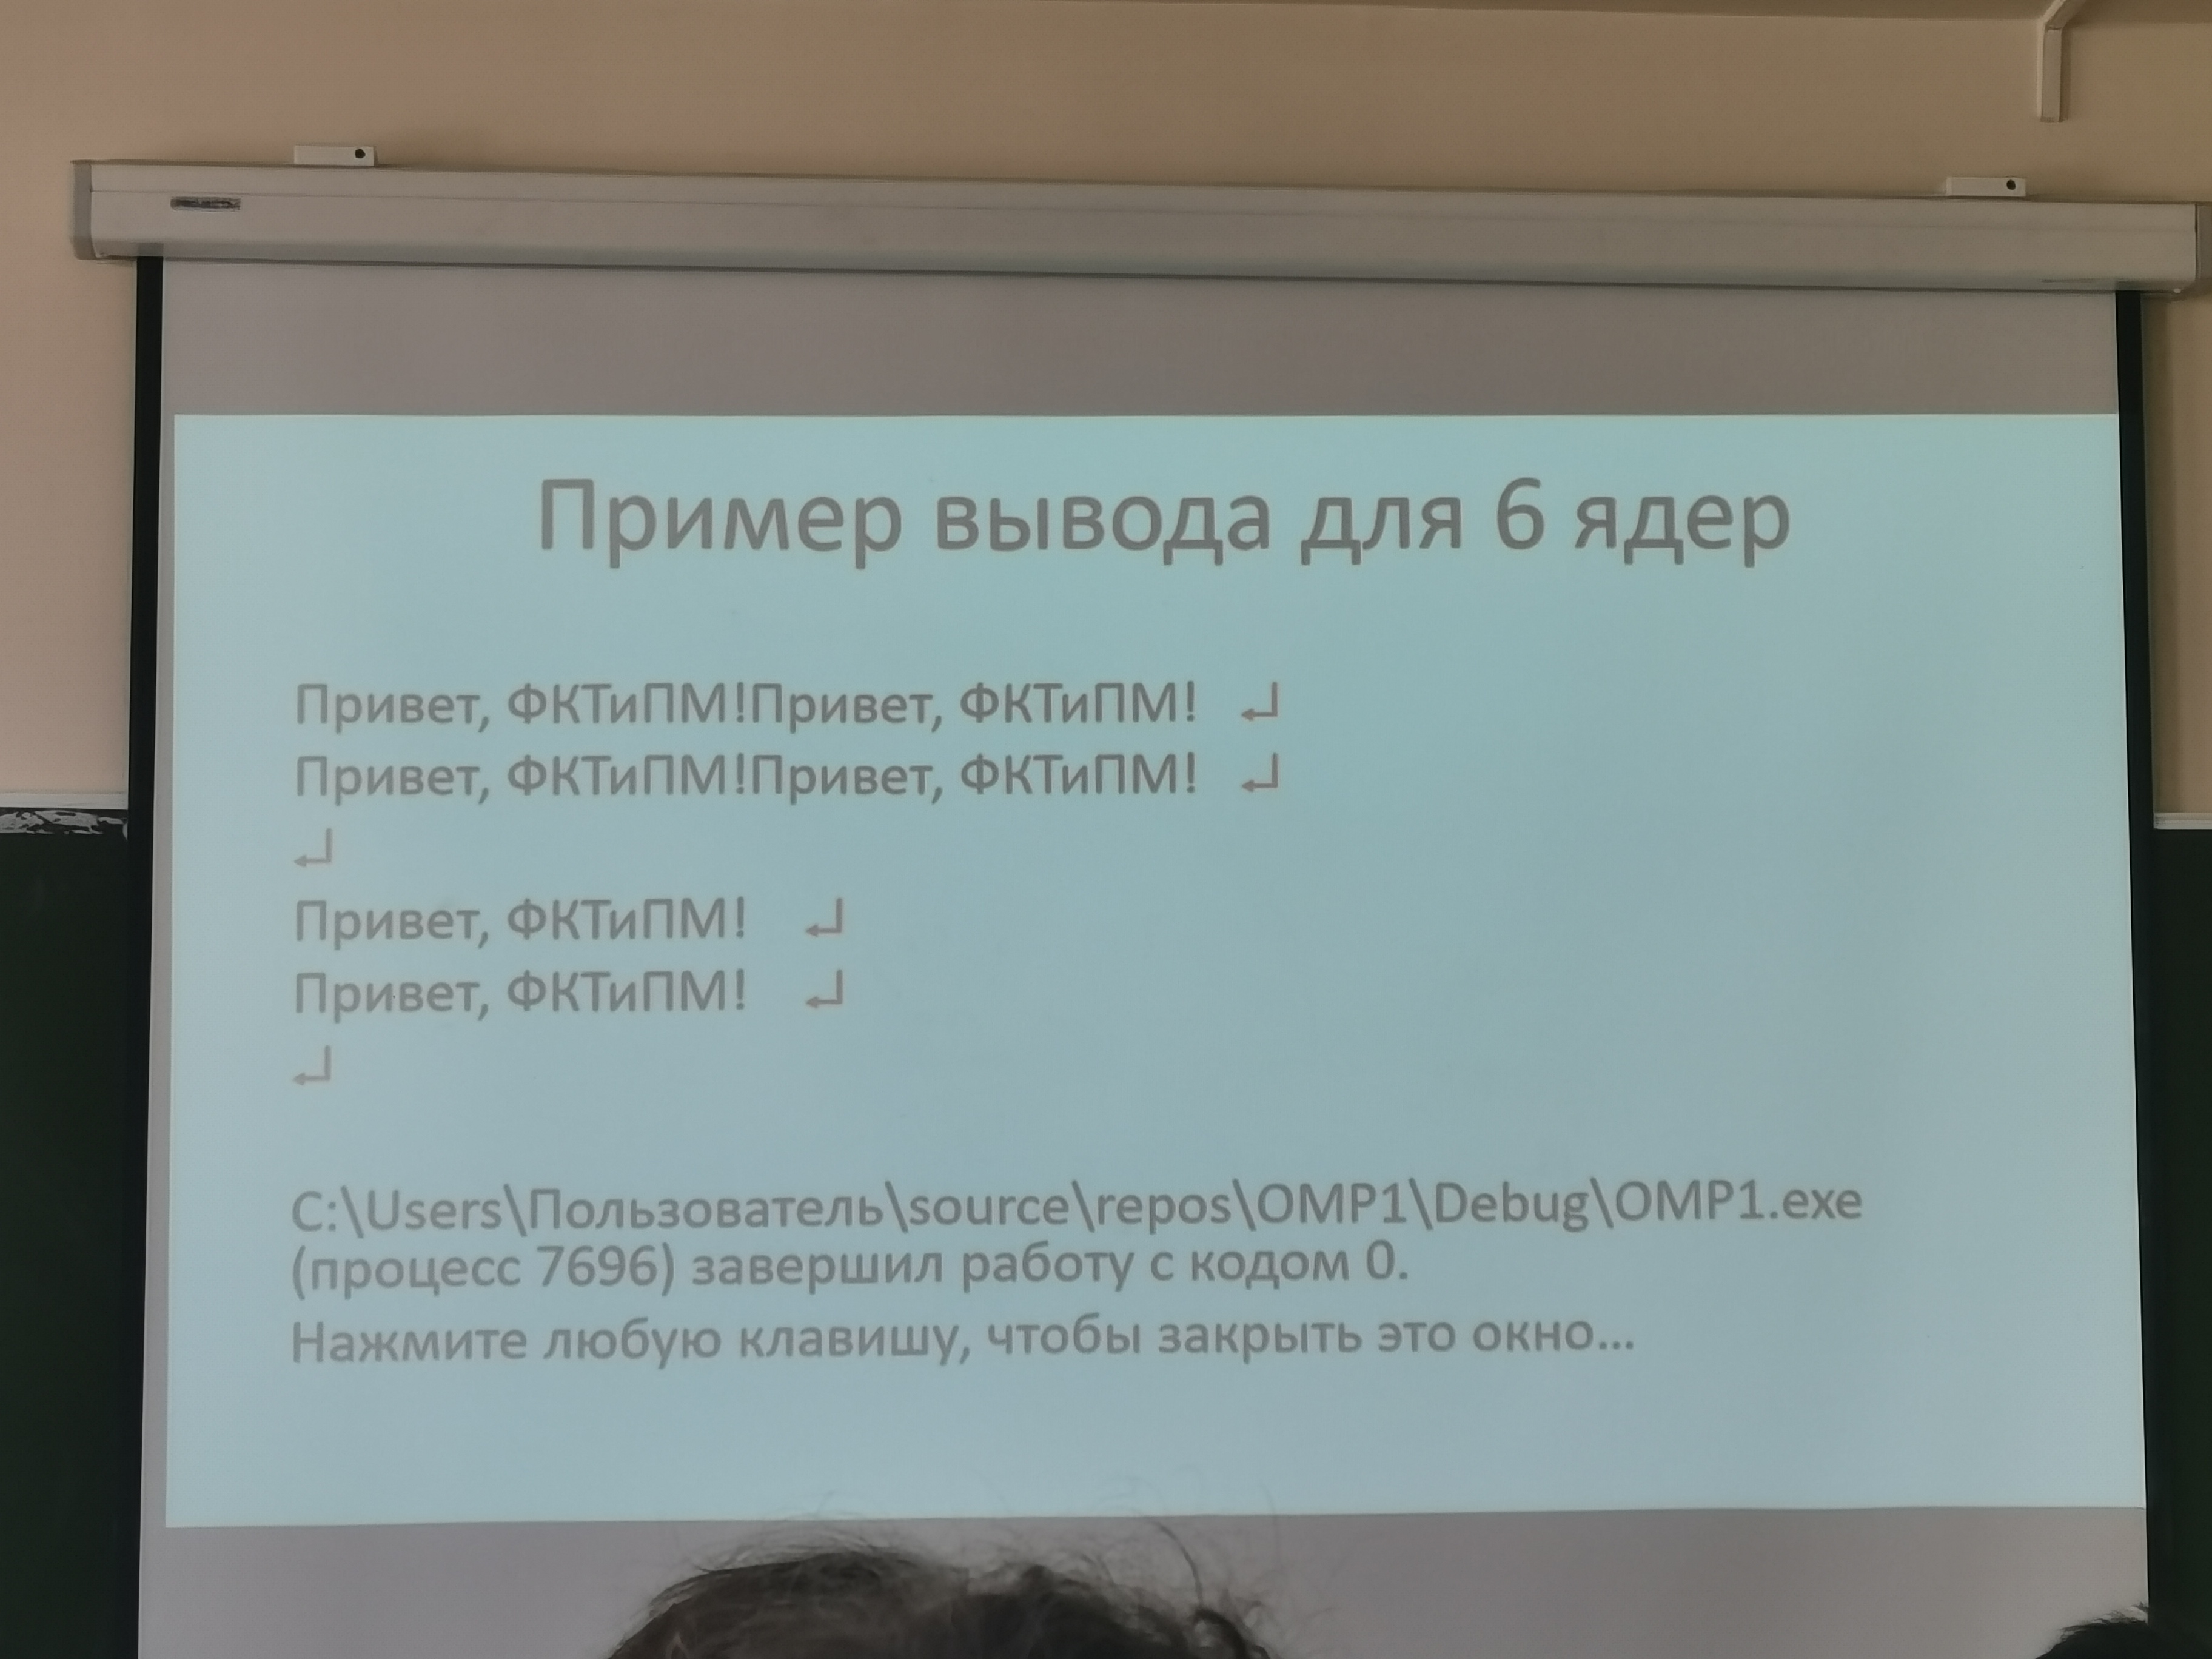 Пример вывода для 6 ядер
Привет, ФКТиПМ!Привет, ФКТиПМ! ↵
Привет, ФКТиПМ!Привет, ФКТиПМ! ↵
↵
Привет, ФКТиПМ! ↵
Привет, ФКТиПМ! ↵
↵
C:\Users\Пользователь\source\repos\OMP1\Debug\OMP1.exe
(процесс 7696) завершил работу с кодом 0.
Нажмите любую клавишу, чтобы закрыть это окно...